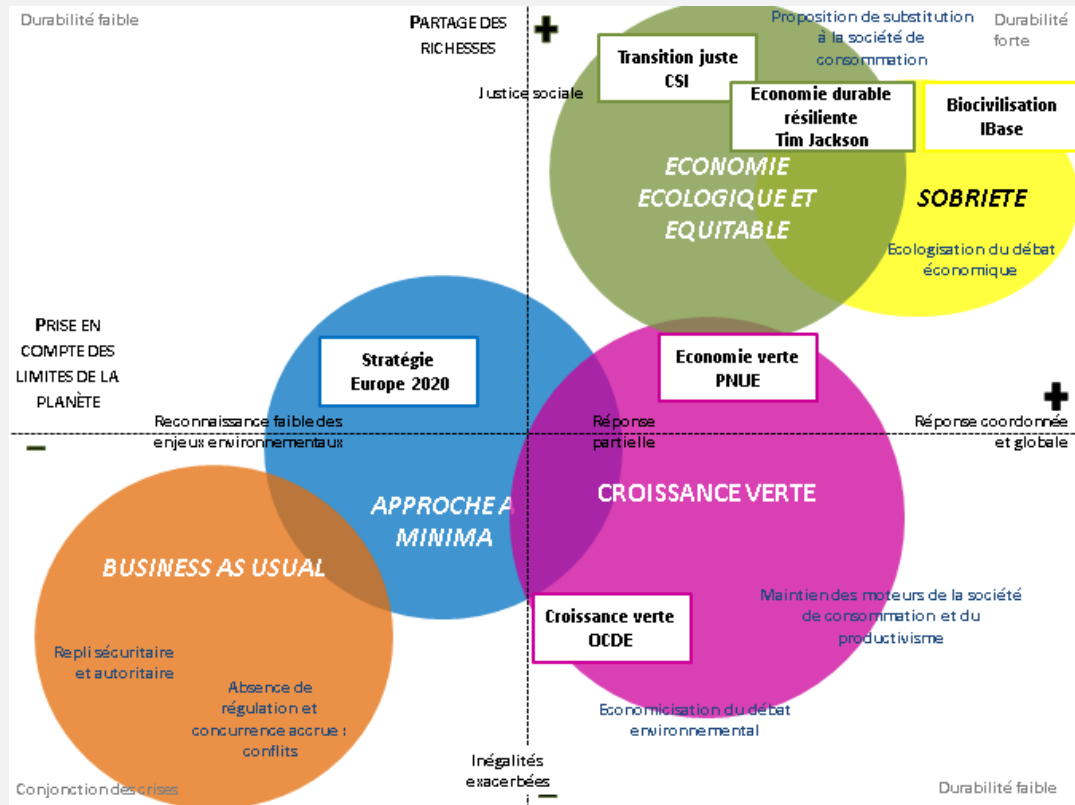 Durabilité faible
PARTAGE DES
RICHESSES
+
Proposition de substitution
à la société de
consommation
Durabilité
forte
Justice sociale
Transition juste
CSI
Economie durable
résiliente
Tim Jackson
Biocivilisation
IBase
ECONOMIE
ECOLOGIQUE ET
EQUITABLE
SOBRIETE
Ecologisation du débat
économique
PRISE EN
COMPTE DES
LIMITES DE LA
PLANÈTE
Stratégie
Europe 2020
Economie verte
PNUE
+
Reconnaissance faible des
enjeux environnementaux
Réponse
partielle
Réponse coordonnée
et globale
–
APPROCHE A
MINIMA
CROISSANCE VERTE
BUSINESS AS USUAL
Croissance verte
OCDE
Maintien des moteurs de la société
de consommation et du
productivisme
Repli sécuritaire
et autoritaire
Absence de
régulation et
concurrence accrue :
conflits
Economicisation du débat
environnemental
Inégalités
exacerbées
–
Conjonction des crises
Durabilité faible